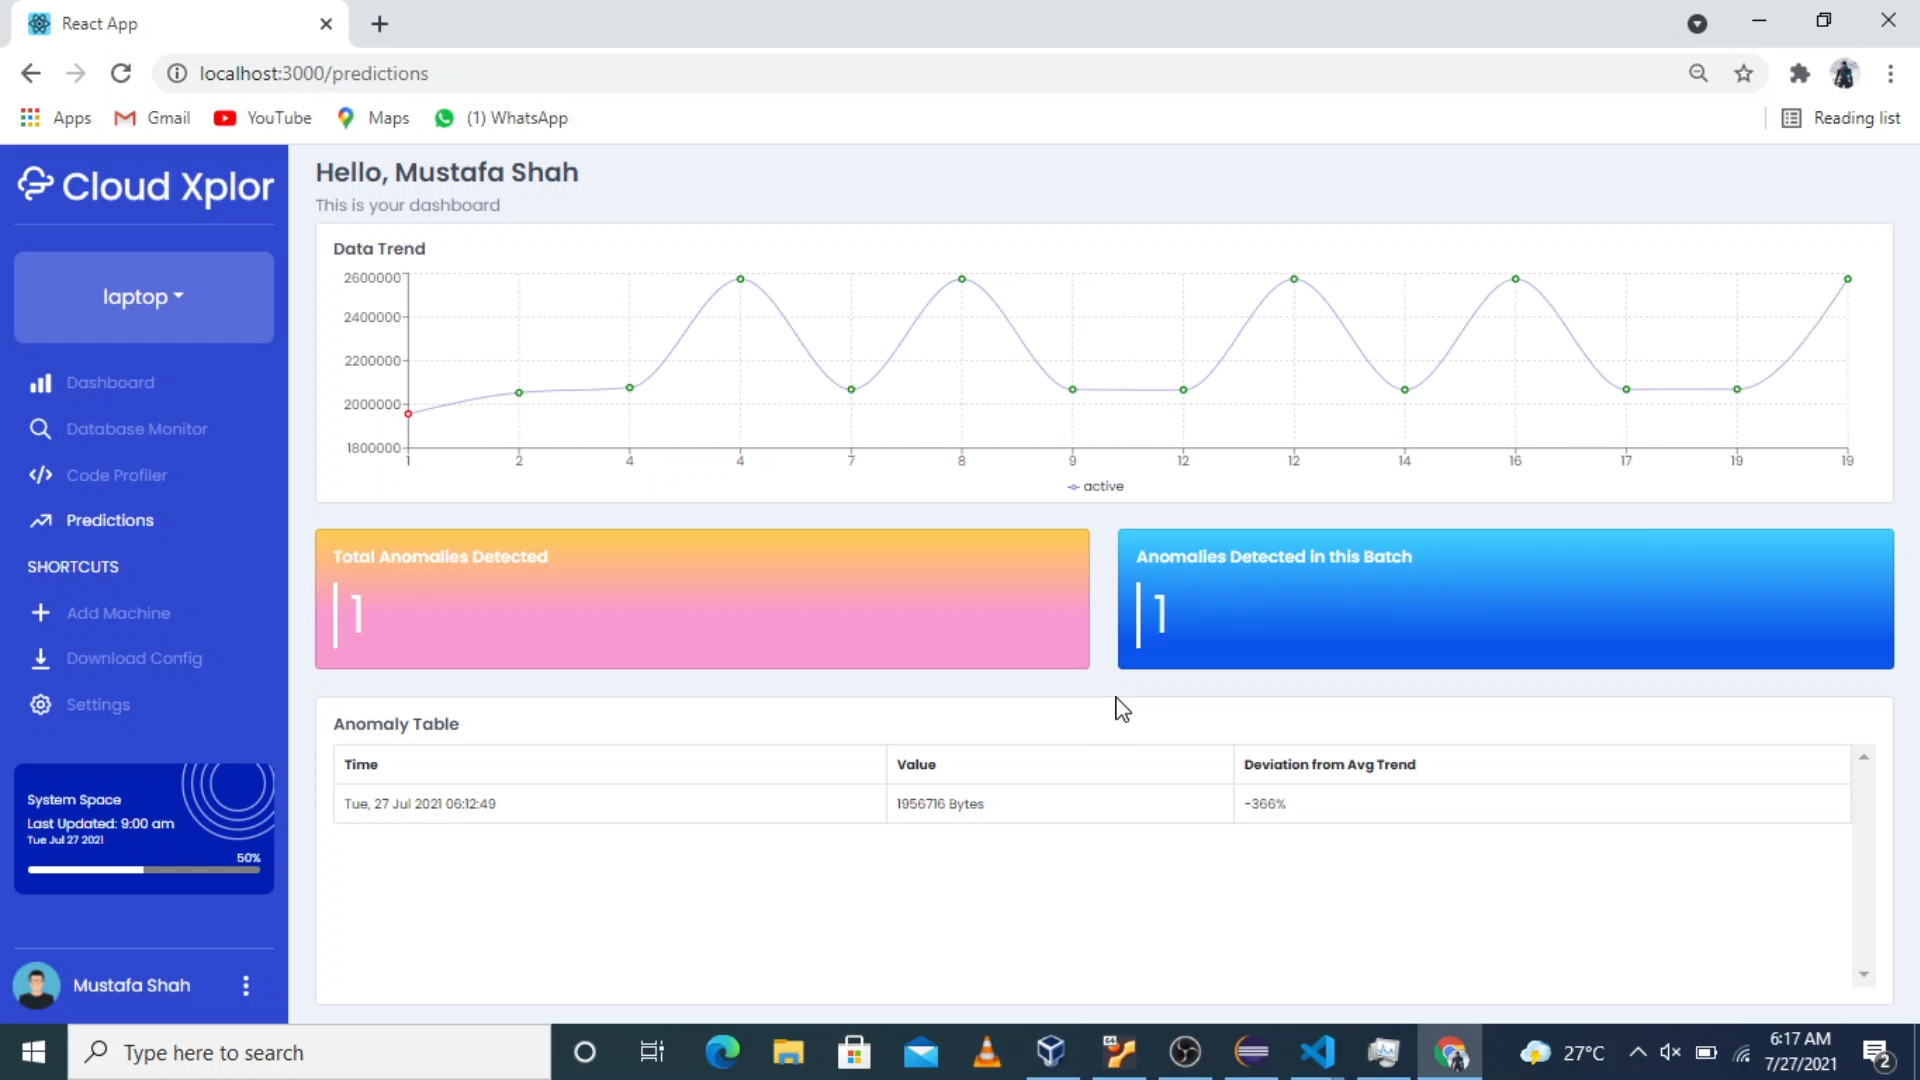 React App
localhost:3000/predictions
Apps
Gmail
YouTube
Maps
(1) WhatsApp
Reading list
Cloud Xplor
laptop
Dashboard
Database Monitor
Code Profiler
Predictions
SHORTCUTS
Add Machine
Download Config
Settings
System Space
Last Updated: 9:00 am
Tue Jul 27 2021
50%
Mustafa Shah
Hello, Mustafa Shah
This is your dashboard
Data Trend
2600000
2400000
2200000
2000000
1800000
1 2 4 4 7 8 9 12 12 14 16 17 19 19
active
Total Anomalies Detected
1
Anomalies Detected in this Batch
1
Anomaly Table
Time Value Deviation from Avg Trend
Tue, 27 Jul 2021 06:12:49 1956716 Bytes -366%
Type here to search
64
27°C
6:17 AM
7/27/2021
2